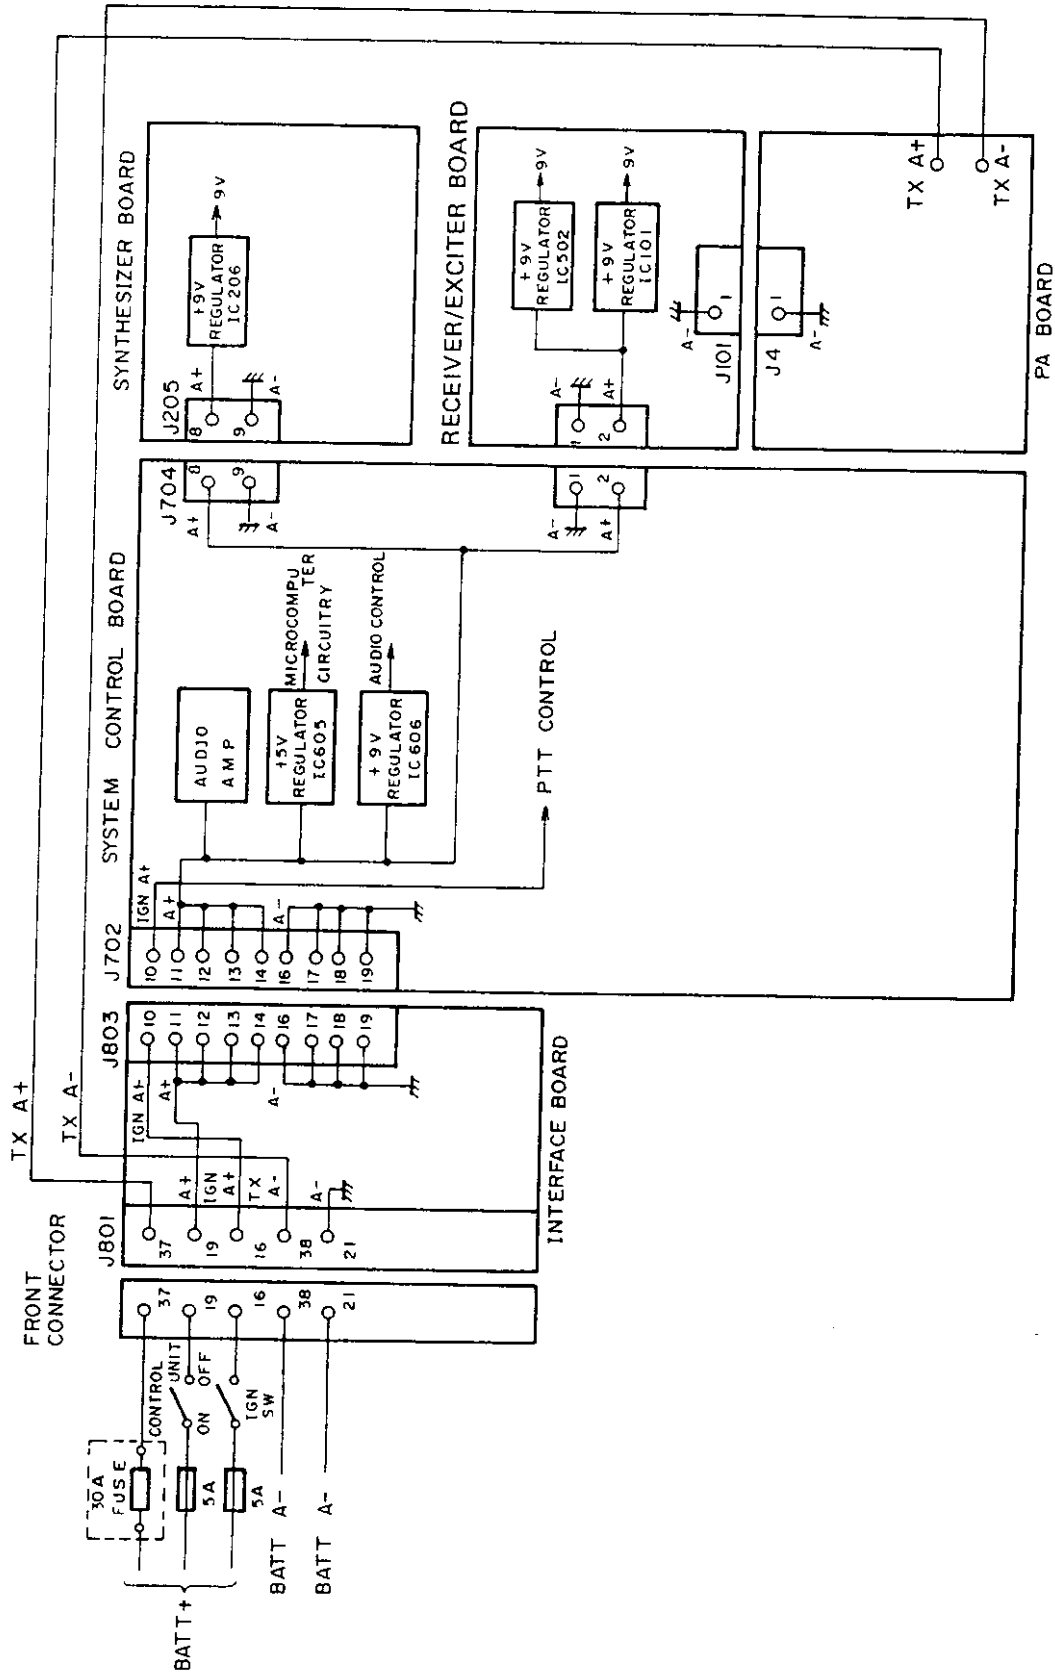 BATT+
BATT A-
BATT A-
30A
FUSE
5A
5A
CONTROL
UNIT
ON
OFF
IGN
SW
FRONT
CONNECTOR
37
19
16
38
21
J801
37
19
16
38
21
TX A+
TX A-
A+
IGN
A+
TX
A-
A-
IGN A+
A+
A-
J803
10
11
12
13
14
16
17
18
19
INTERFACE BOARD
SYSTEM CONTROL BOARD
J702
10
11
12
13
14
16
17
18
19
IGN A+
A+
A-
AUDIO
AMP
+5V
REGULATOR
IC605
MICROCOMPU
TER
CIRCUITRY
+9V
REGULATOR
IC606
AUDIO CONTROL
PTT CONTROL
J704
8
9
A+
A-
1
2
A-
A+
SYNTHESIZER BOARD
J205
8
9
A+
A-
+9V
REGULATOR
IC206
9V
RECEIVER/EXCITER BOARD
1
2
A-
A+
+9V
REGULATOR
IC502
9V
+9V
REGULATOR
IC101
9V
A-
1
J101
J4
1
A-
TX A+
TX A-
PA BOARD